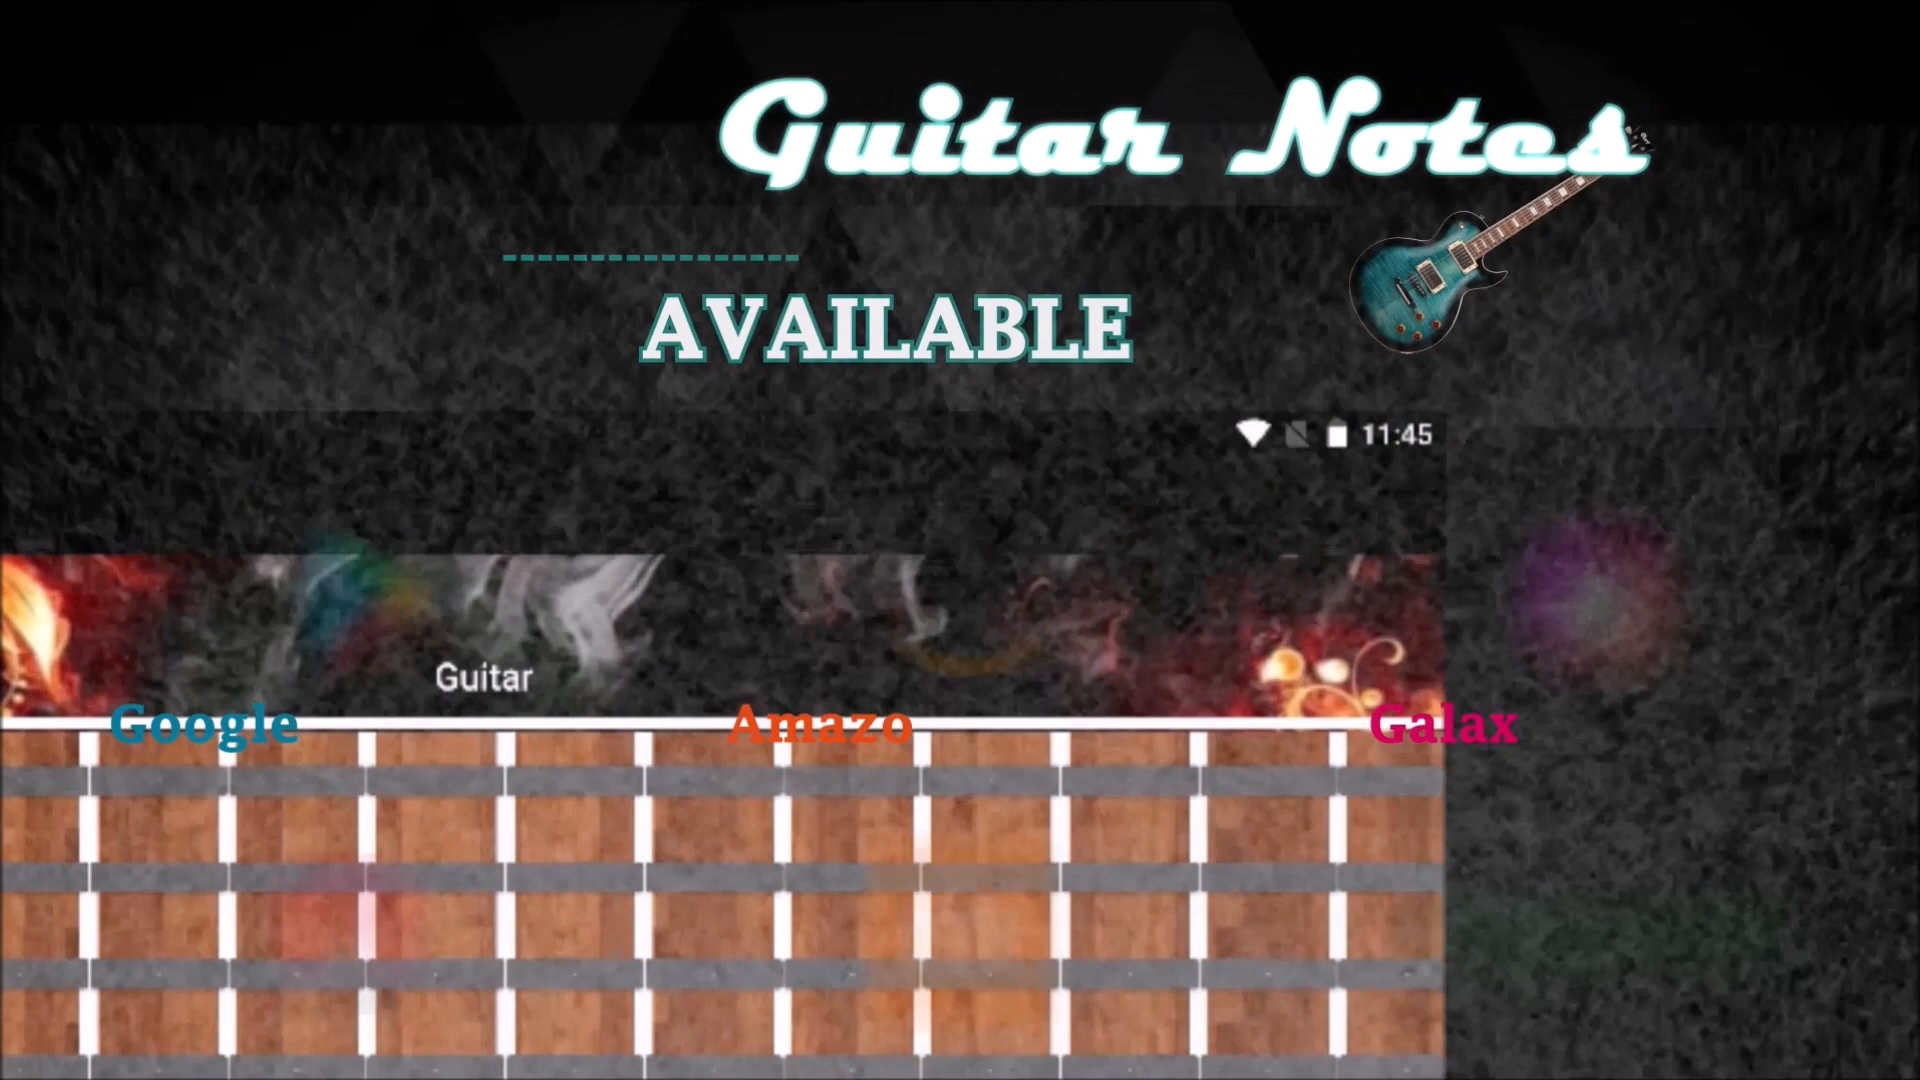 Guitar Notes
-----------------
AVAILABLE
11:45
Guitar
Google Amazo Galax